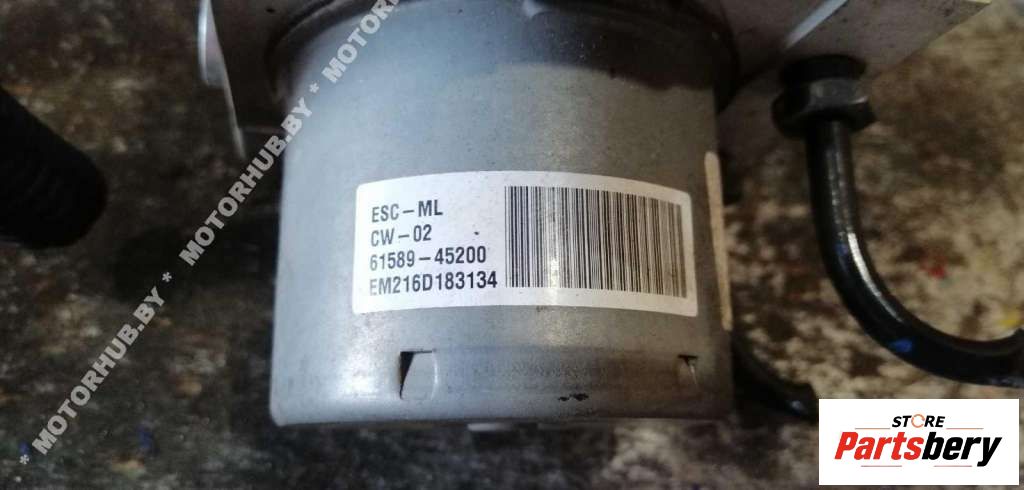 ESC-ML
CW-02
61589-45200
EM216D183134
* MOTORHUB.BY * MOTORHUB.BY * MOTORHUB.BY
STORE
Partsbery